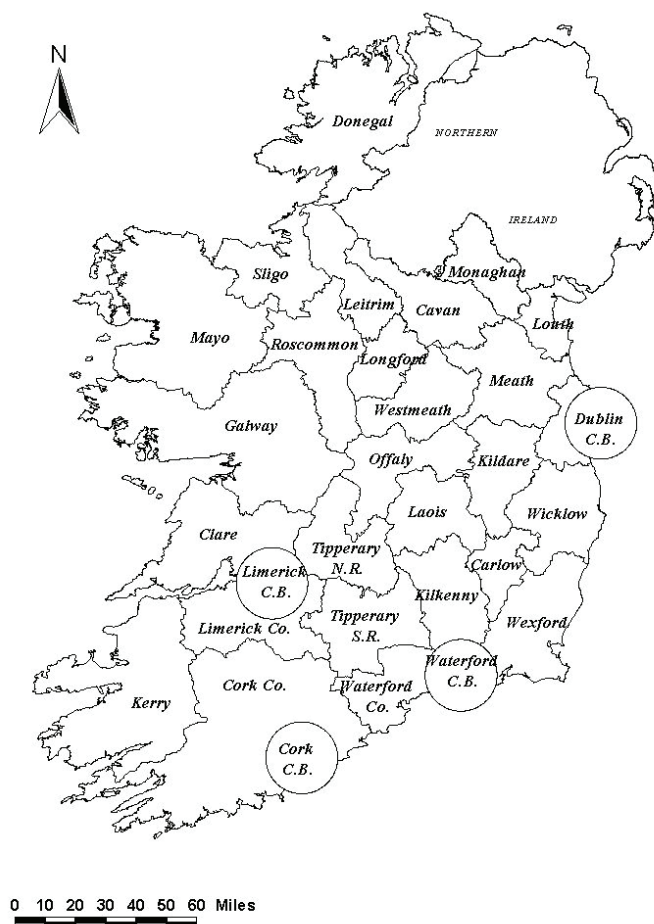 N
Donegal
NORTHERN
IRELAND
Monaghan
Sligo
Leitrim
Cavan
Louth
Mayo
Roscommon
Longford
Meath
Westmeath
Dublin
C.B.
Galway
Offaly
Kildare
Laois
Wicklow
Clare
Tipperary
N.R.
Carlow
Limerick
C.B.
Kilkenny
Limerick Co.
Tipperary
S.R.
Wexford
Waterford
C.B.
Cork Co.
Waterford
Co.
Kerry
Cork
C.B.
0 10 20 30 40 50 60 Miles